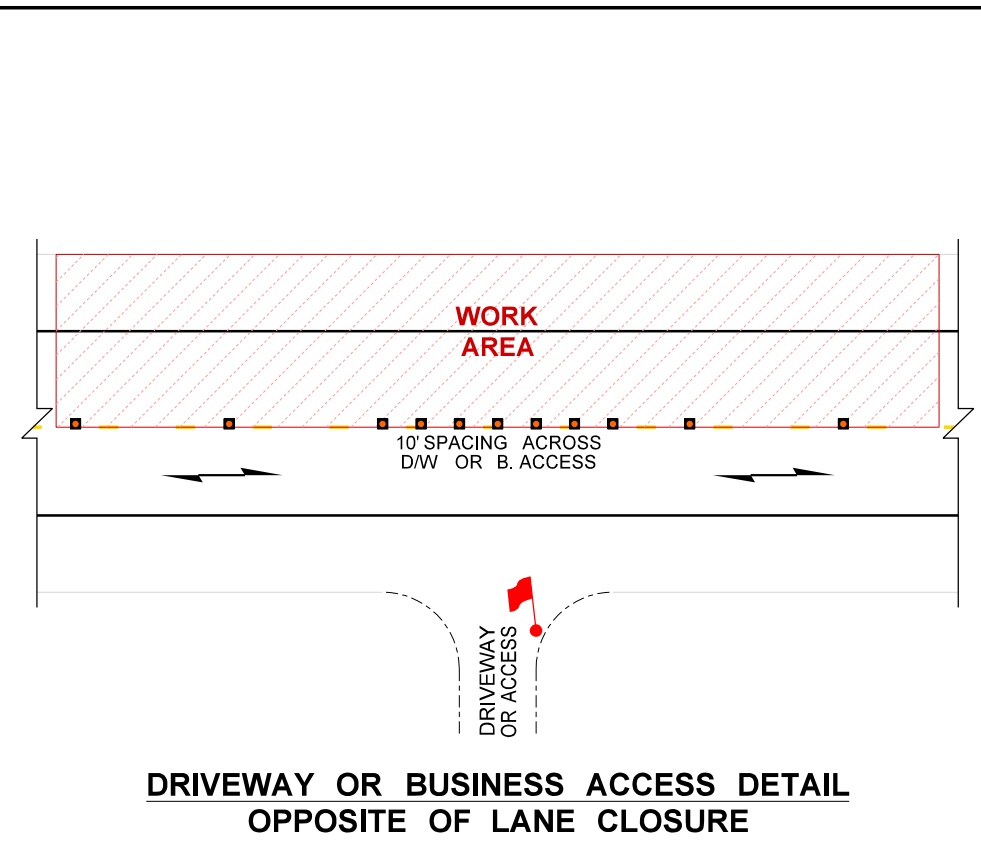 WORK
AREA
10' SPACING ACROSS
D/W OR B. ACCESS
DRIVEWAY
OR ACCESS
DRIVEWAY OR BUSINESS ACCESS DETAIL
OPPOSITE OF LANE CLOSURE